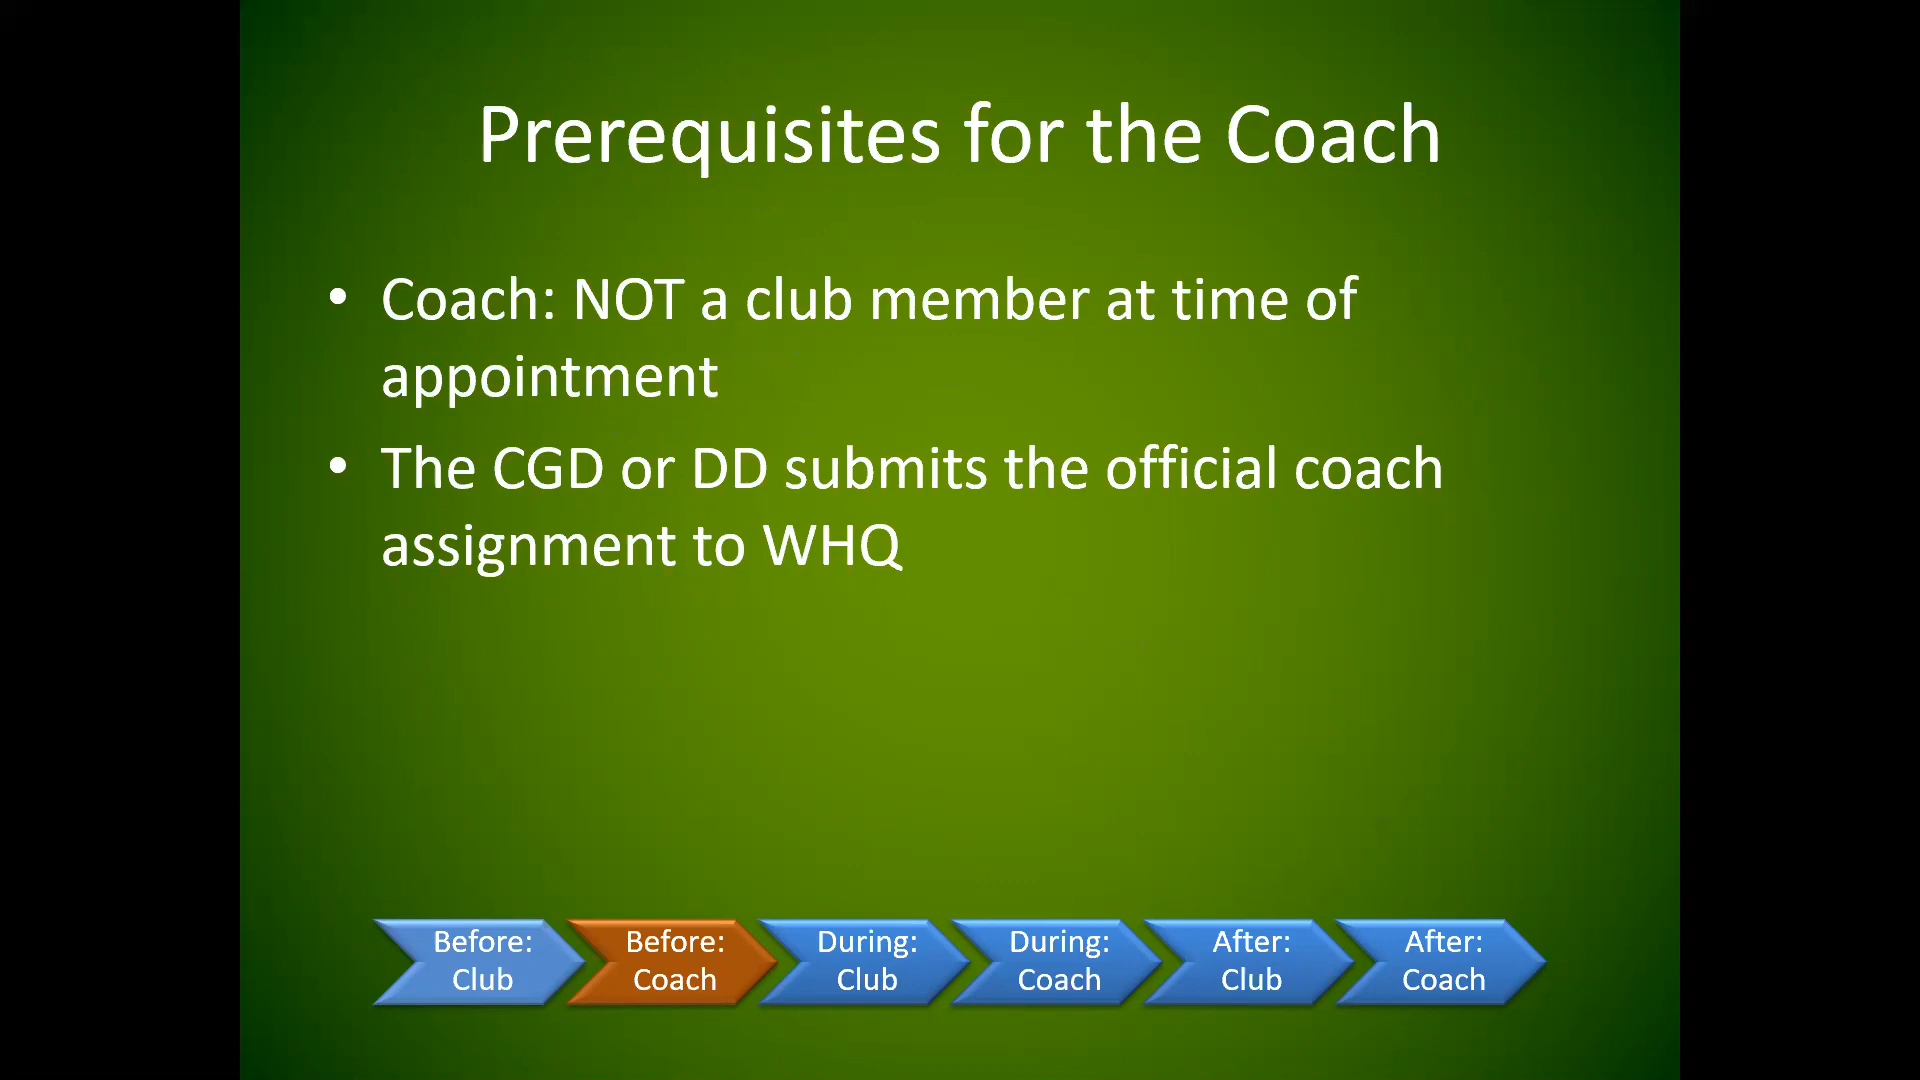 Prerequisites for the Coach
• Coach: NOT a club member at time of
appointment
• The CGD or DD submits the official coach
assignment to WHQ
Before:
Club
Before:
Coach
During:
Club
During:
Coach
After:
Club
After:
Coach